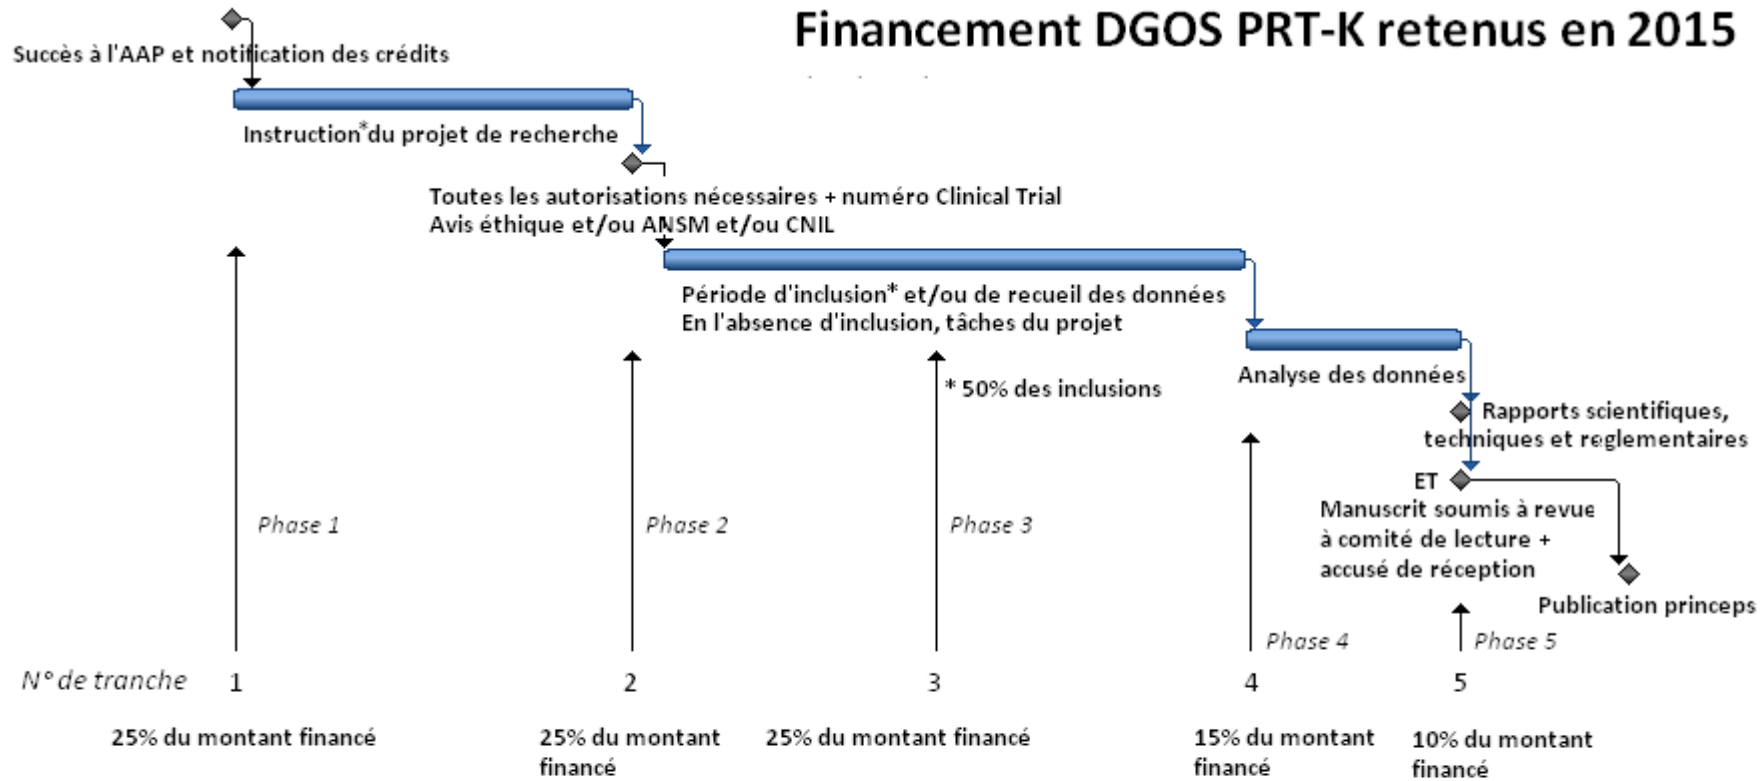 Financement DGOS PRT-K retenus en 2015
Succès à l'AAP et notification des crédits
Instruction*du projet de recherche
Toutes les autorisations nécessaires + numéro Clinical Trial
Avis éthique et/ou ANSM et/ou CNIL
Période d'inclusion* et/ou de recueil des données
En l'absence d'inclusion, tâches du projet
* 50% des inclusions
Analyse des données
Rapports scientifiques,
techniques et reglementaires
ET
Manuscrit soumis à revue
à comité de lecture +
accusé de réception
Publication princeps
Phase 1
Phase 2
Phase 3
Phase 4
Phase 5
N° de tranche 1 2 3 4 5
25% du montant financé
25% du montant
financé
25% du montant financé
15% du montant
financé
10% du montant
financé